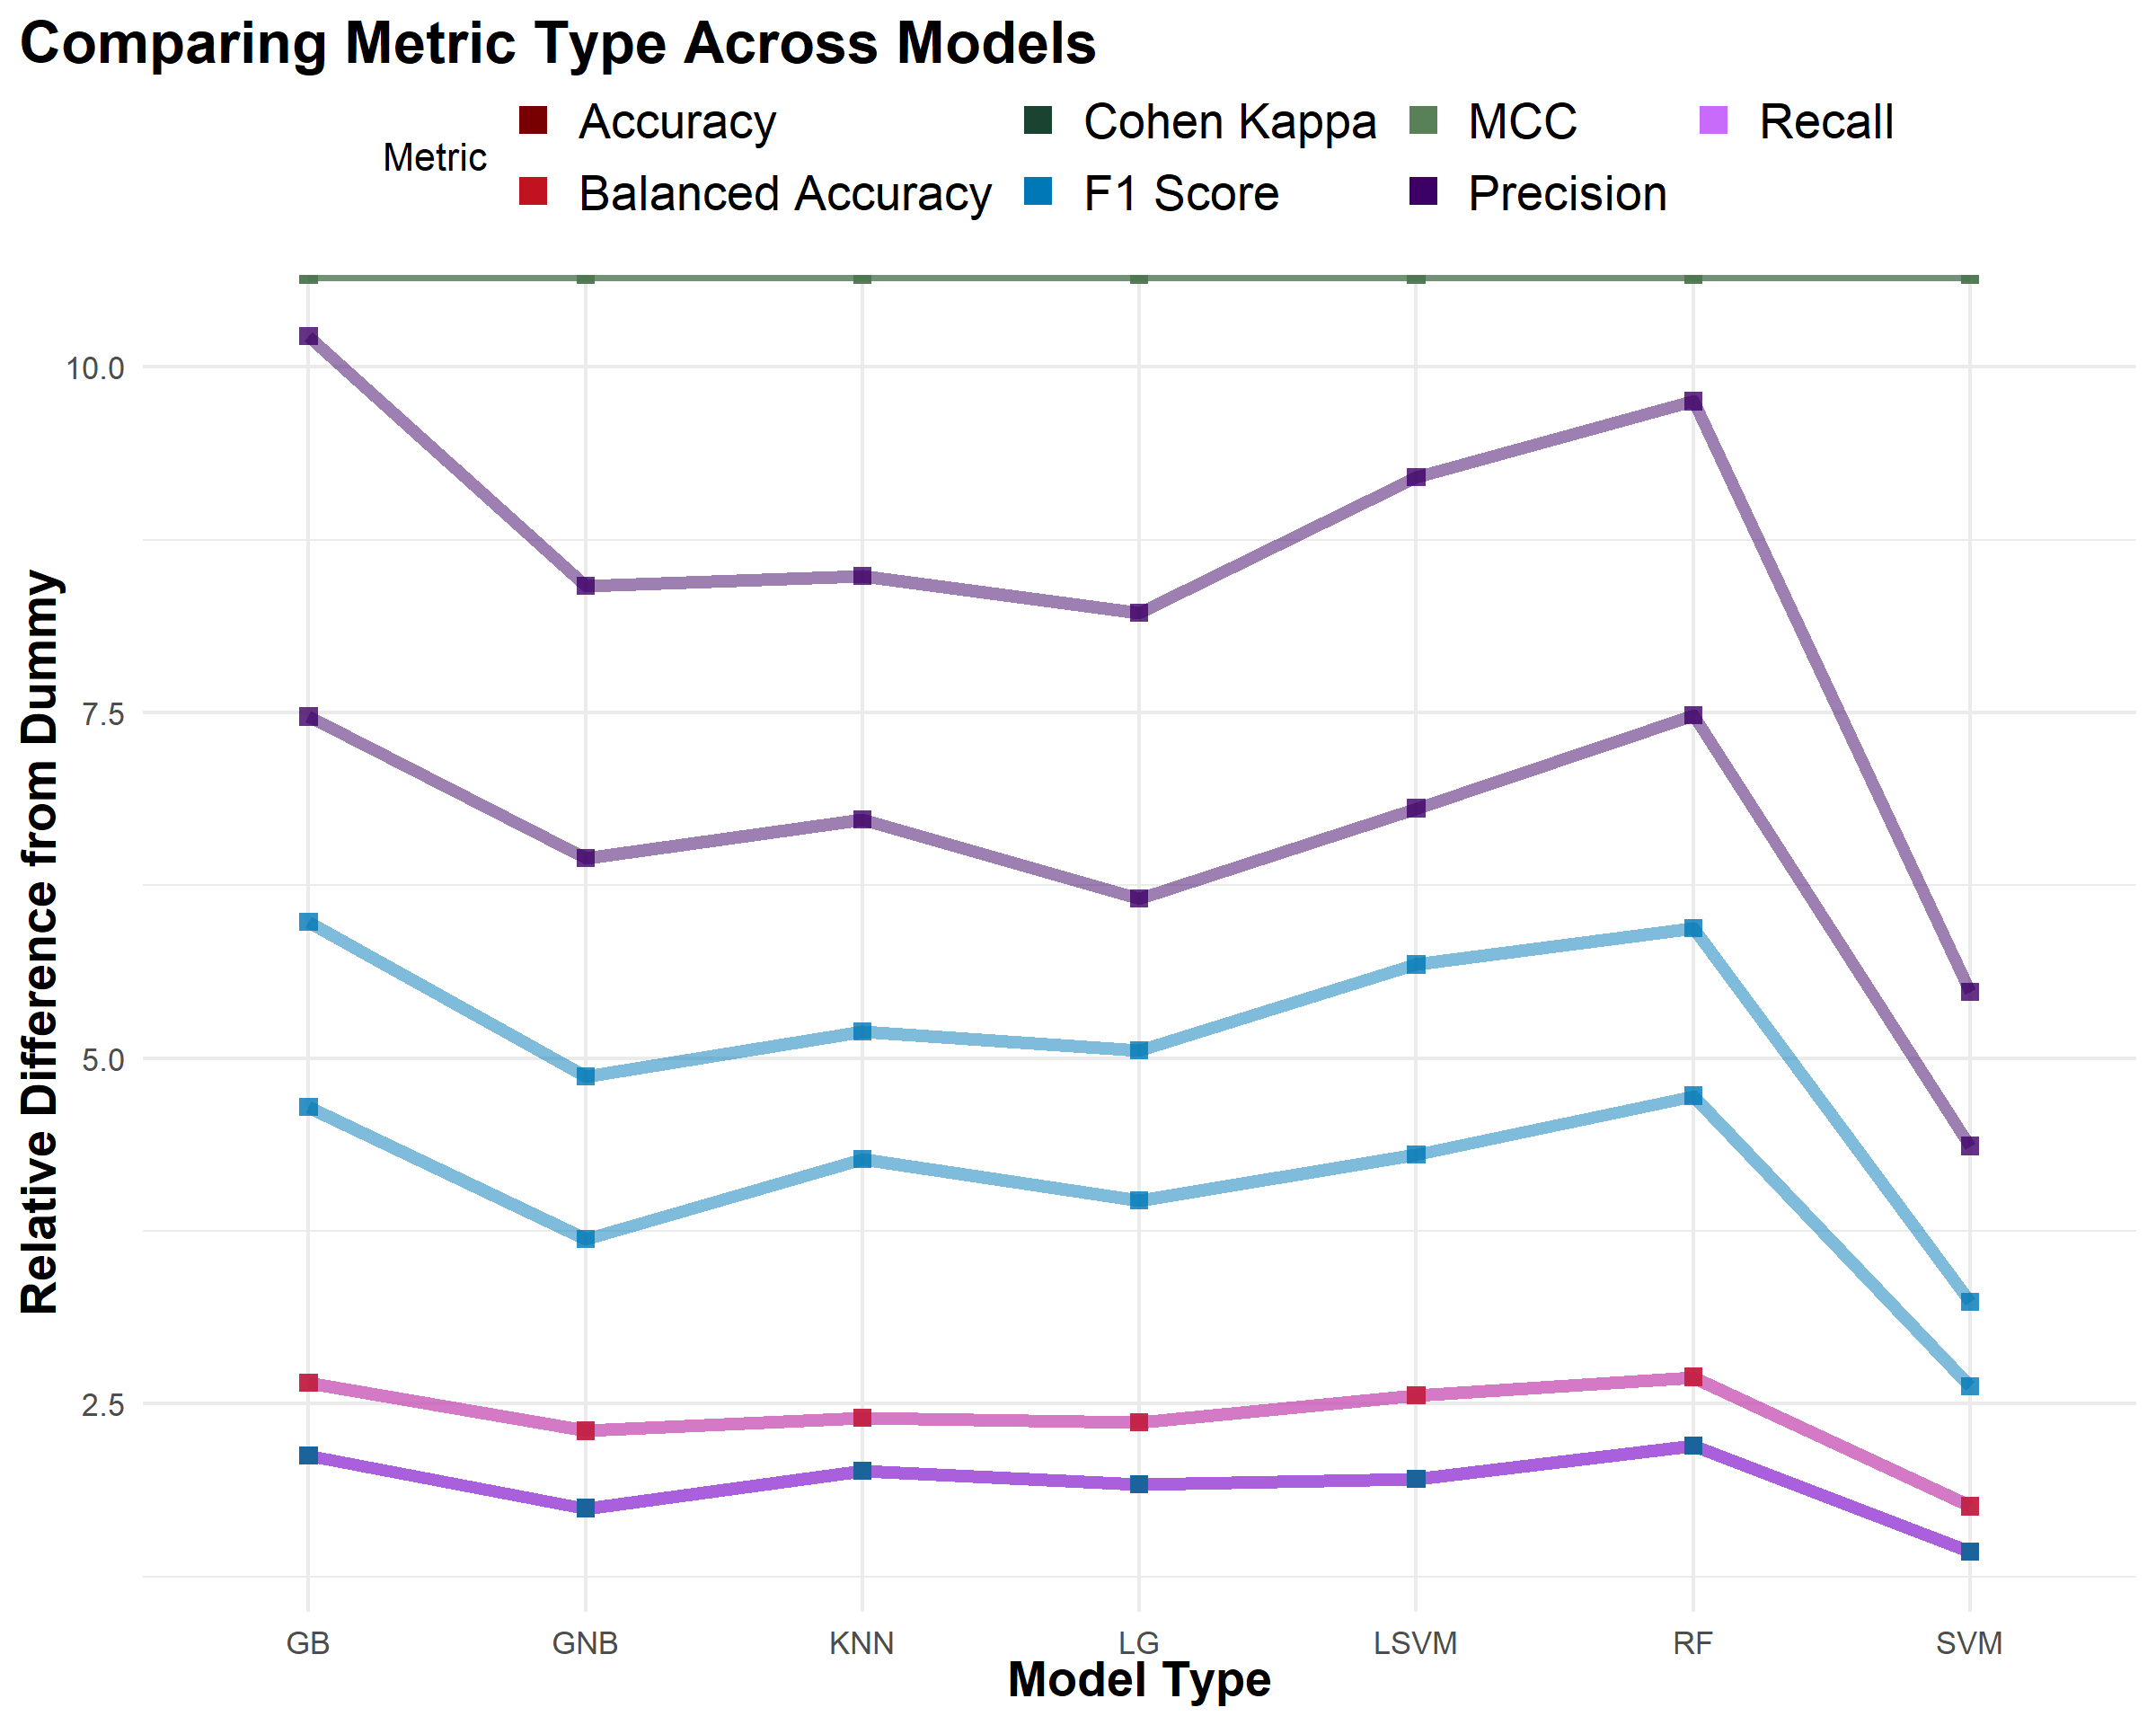 Comparing Metric Type Across Models
Metric
Accuracy
Cohen Kappa
MCC
Recall
Balanced Accuracy
F1 Score
Precision
Relative Difference from Dummy
10.0
7.5
5.0
2.5
GB
GNB
KNN
LG
LSVM
RF
SVM
Model Type